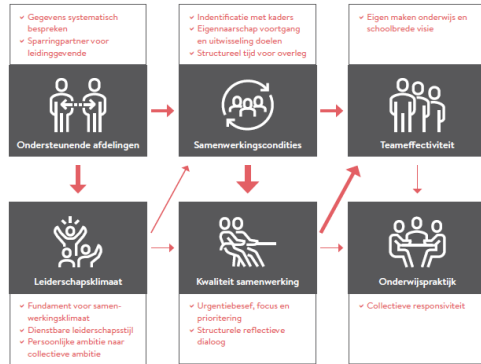 Gegevens systematisch
bespreken
Sparringpartner voor
leidinggevende
Ondersteunende afdelingen
Indentificatie met kaders
Eigennaarschap voortgang
en uitwisseling doelen
Structureel tijd voor overleg
Samenwerkingscondities
Eigen maken onderwijs en
schoolbrede visie
Teameffectiviteit
Leiderschapsklimaat
Fundament voor samen-
werkingsklimaat
Dienstbare leiderschapsstijl
Persoonlijke ambitie naar
collectieve ambitie
Kwaliteit samenwerking
Urgentiebesef, focus en
prioritering
Structurele reflectieve
dialoog
Onderwijspraktijk
Collectieve responsiviteit